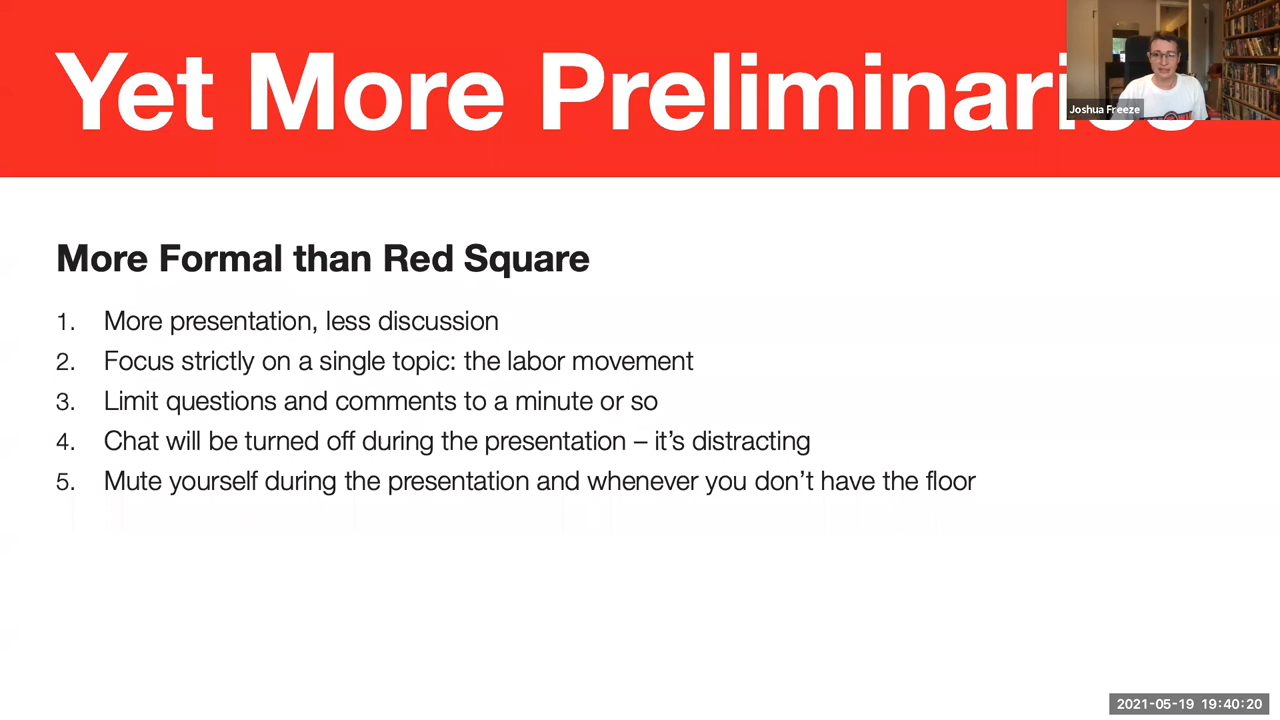 Yet More Preliminaries
Joshua Freeze
More Formal than Red Square
1. More presentation, less discussion
2. Focus strictly on a single topic: the labor movement
3. Limit questions and comments to a minute or so
4. Chat will be turned off during the presentation – it’s distracting
5. Mute yourself during the presentation and whenever you don’t have the floor
2021-05-19 19:40:20